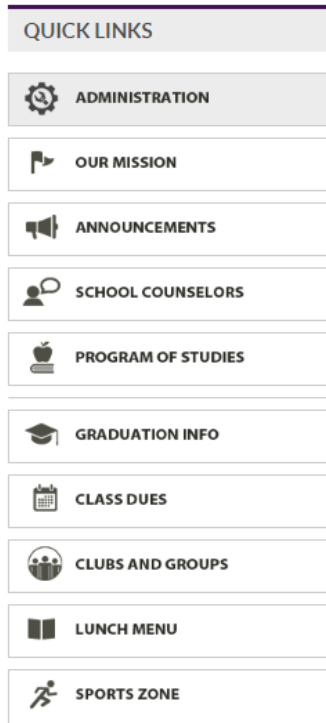 QUICK LINKS
ADMINISTRATION
OUR MISSION
ANNOUNCEMENTS
SCHOOL COUNSELORS
PROGRAM OF STUDIES
GRADUATION INFO
CLASS DUES
CLUBS AND GROUPS
LUNCH MENU
SPORTS ZONE